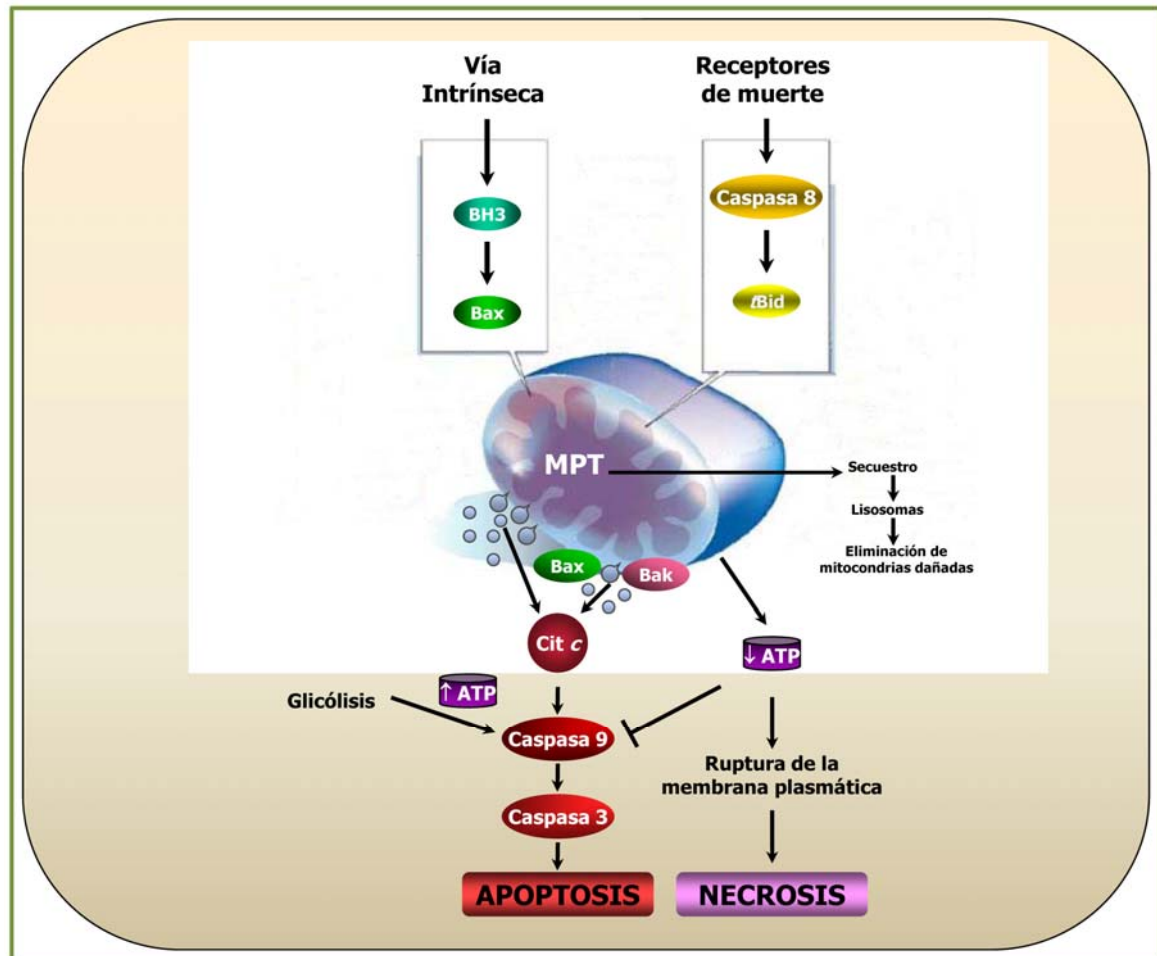 Vía
Intrínseca
Receptores
de muerte
BH3
Bax
Caspasa 8
tBid
MPT
Secuestro
Lisosomas
Eliminación de
mitocondrias dañadas
Bax
Bak
Cit c
↓ ATP
↑ ATP
Glicólisis
Caspasa 9
Ruptura de la
membrana plasmática
Caspasa 3
APOPTOSIS
NECROSIS